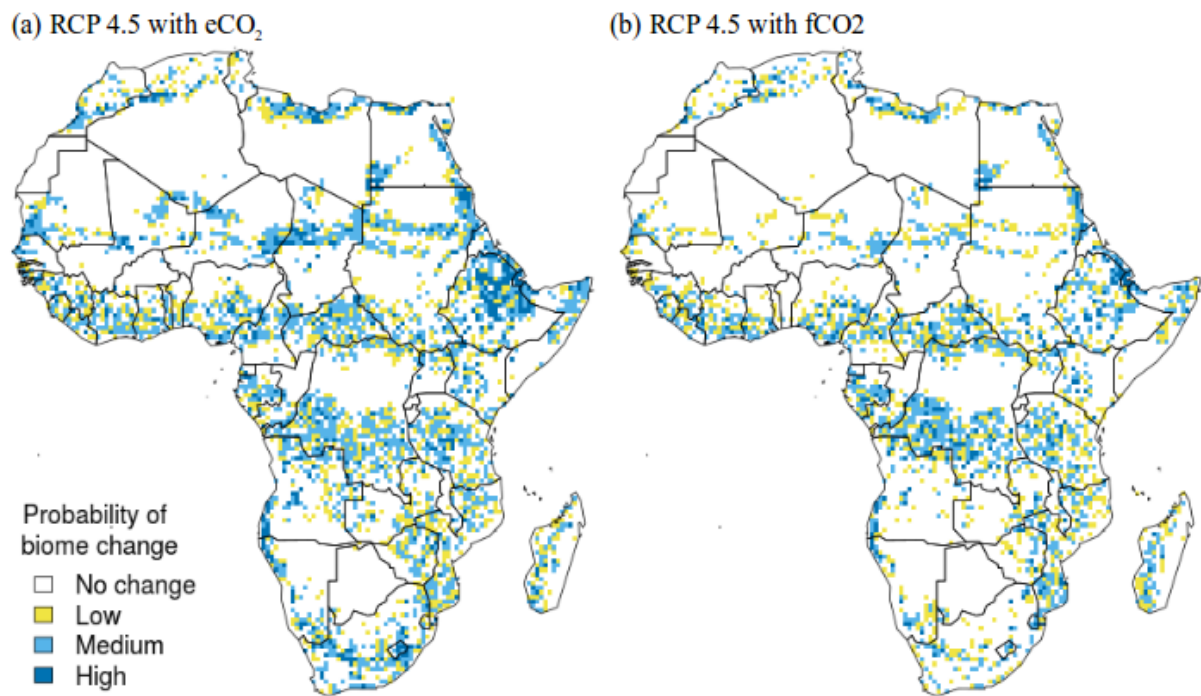 (a) RCP 4.5 with eCO₂
(b) RCP 4.5 with fCO2
Probability of
biome change
No change
Low
Medium
High